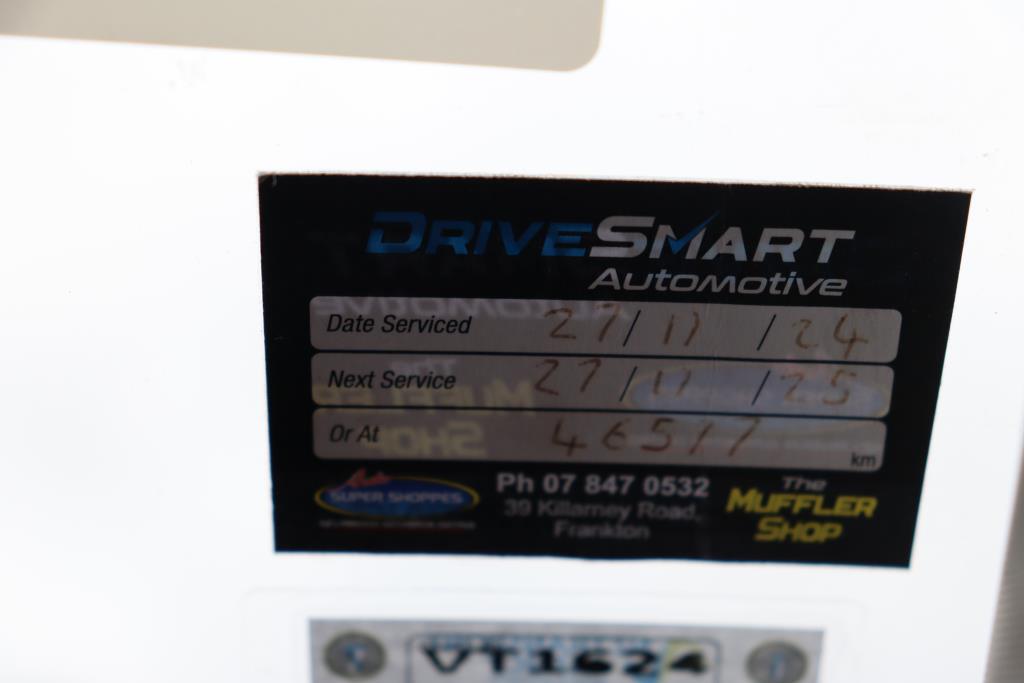 DRIVESMART
AUTOMOTIVE
Date Serviced 27/11/24
Next Service 27/11/25
Or At 46517 km
Auto
SUPER SHOPPES
Ph 07 847 0532
39 Killarney Road,
Frankton
THE
MUFFLER
SHOP
VT1624